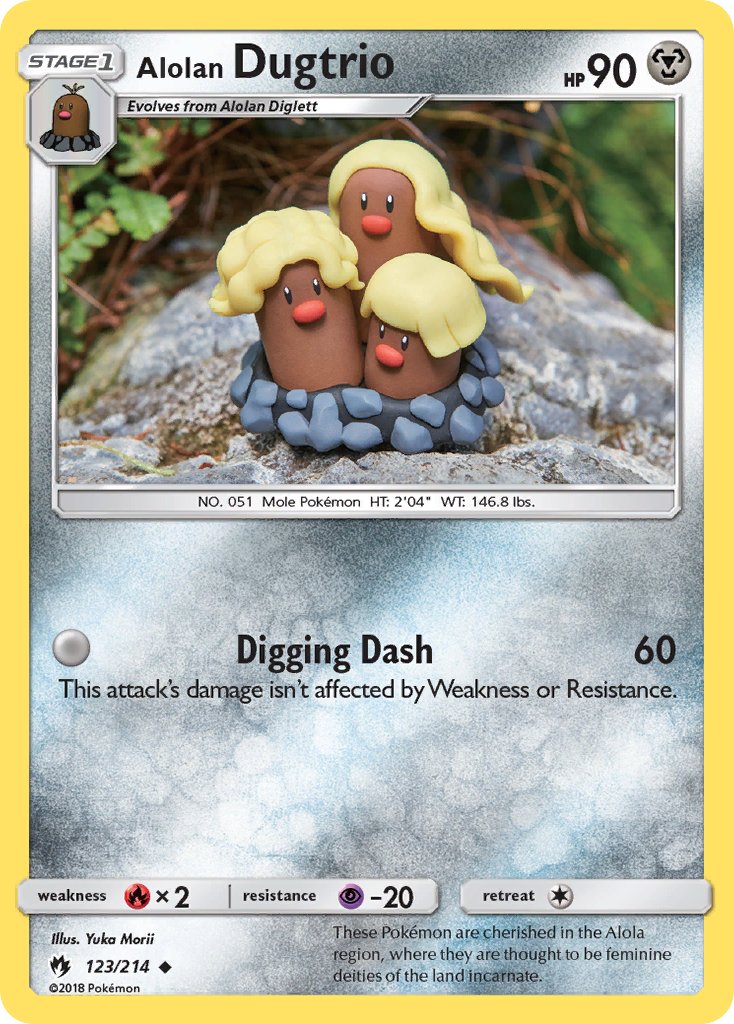 STAGE1
Alolan Dugtrio
HP 90
Evolves from Alolan Diglett
NO. 051 Mole Pokémon HT: 2'04" WT: 146.8 lbs.
Digging Dash 60
This attack's damage isn't affected by Weakness or Resistance.
weakness ×2 resistance -20 retreat
Illus. Yuka Morii
123/214
©2018 Pokémon
These Pokémon are cherished in the Alola
region, where they are thought to be feminine
deities of the land incarnate.